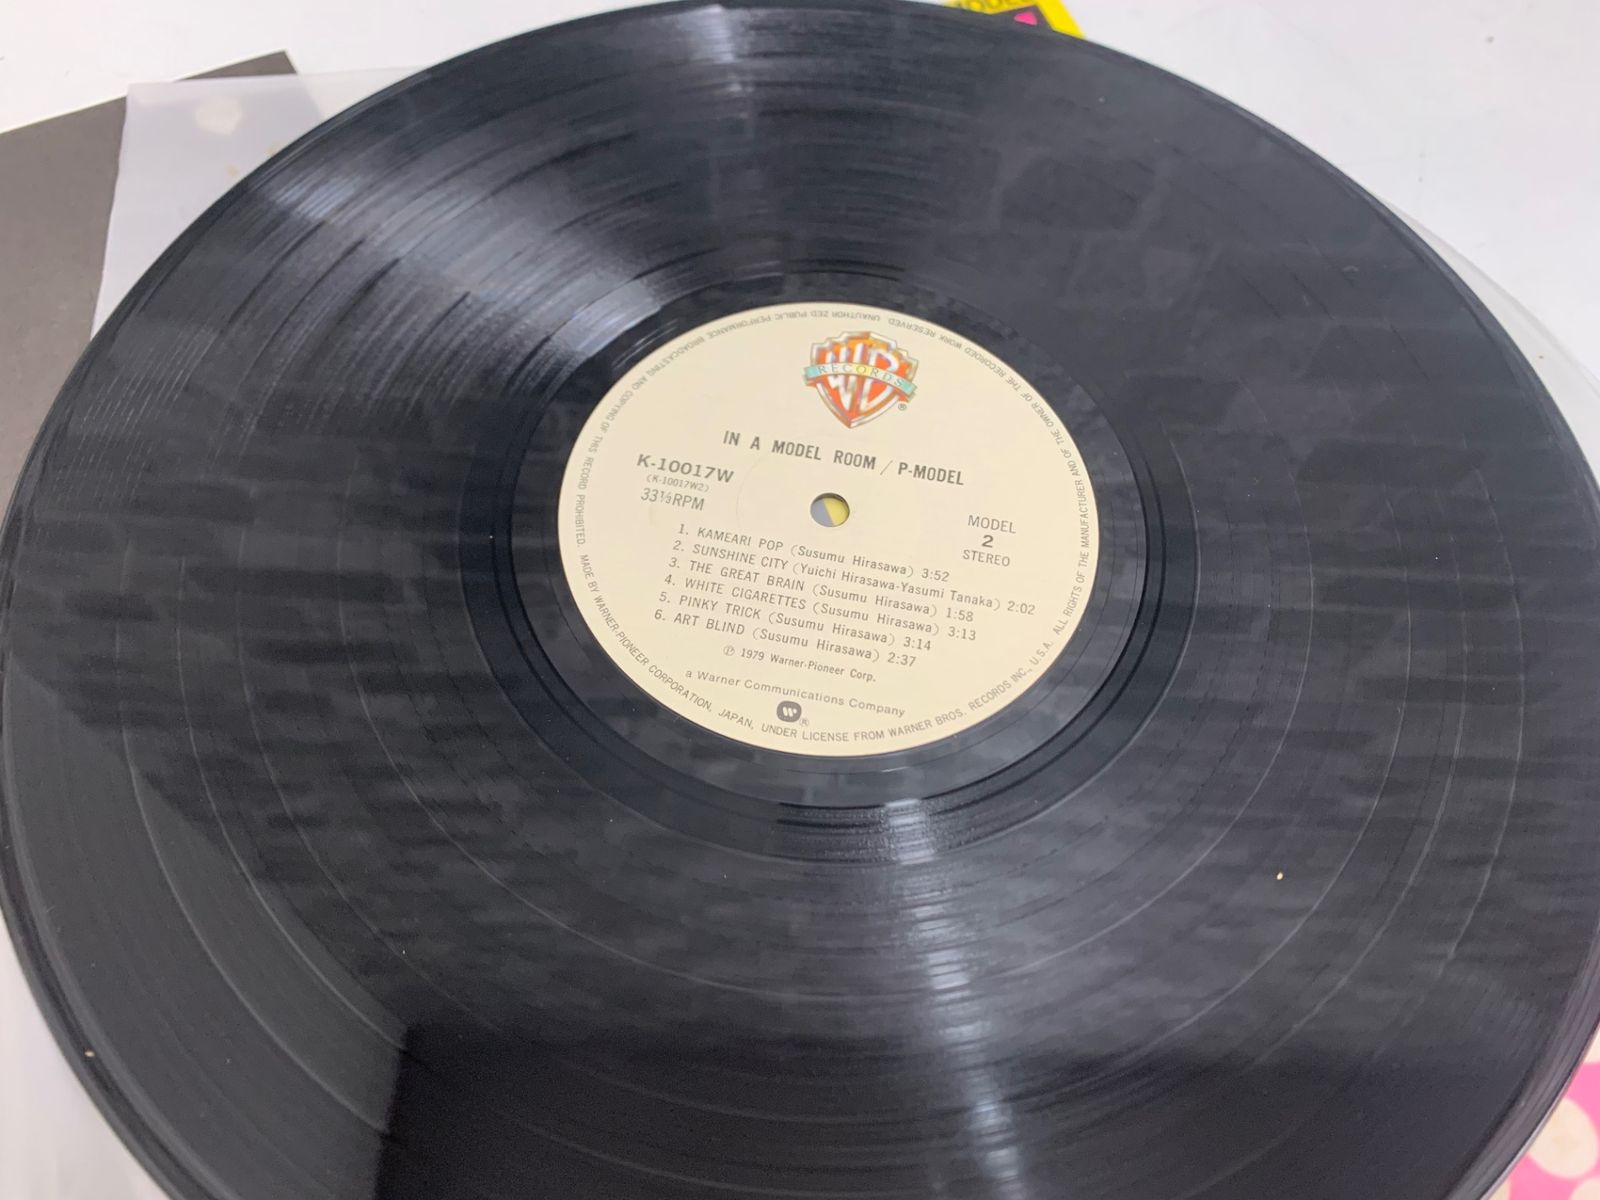 MODEL
RECORDS
®
IN A MODEL ROOM / P-MODEL
K-10017W
(K-10017W2)
33⅓RPM
MODEL
2
STEREO
1. KAMEARI POP (Susumu Hirasawa) 3:52
2. SUNSHINE CITY (Yuichi Hirasawa-Yasumi Tanaka) 2:02
3. THE GREAT BRAIN (Susumu Hirasawa) 1:58
4. WHITE CIGARETTES (Susumu Hirasawa) 3:13
5. PINKY TRICK (Susumu Hirasawa) 3:14
6. ART BLIND (Susumu Hirasawa) 2:37
Ⓟ 1979 Warner-Pioneer Corp.
a Warner Communications Company
®
MADE BY WARNER-PIONEER CORPORATION, JAPAN, UNDER LICENSE FROM WARNER BROS. RECORDS INC., U.S.A. ALL RIGHTS OF THE MANUFACTURER AND OF THE OWNER OF THE RECORDED WORK RESERVED. UNAUTHORIZED PUBLIC PERFORMANCE BROADCASTING AND COPYING OF THIS RECORD PROHIBITED.